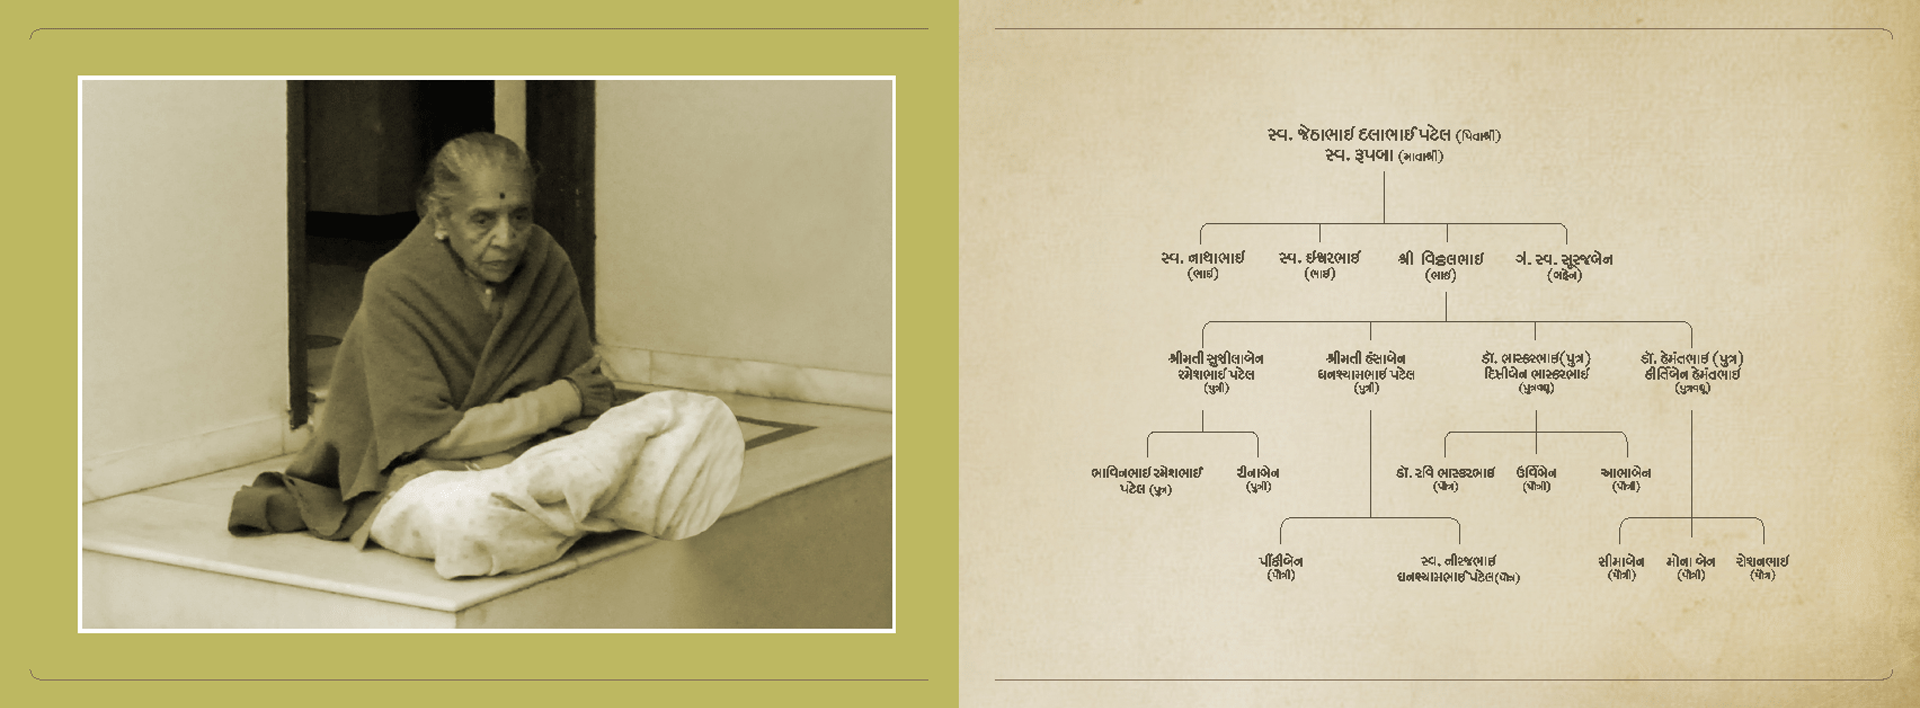 સ્વ. જેઠાભાઈ દલાભાઈ પટેલ (પિતાશ્રી)
સ્વ. રૂપબા (માતાશ્રી)
સ્વ. નાથાભાઈ
(ભાઈ)
સ્વ. ઈશ્વરભાઈ
(ભાઈ)
શ્રી વિઠ્ઠલભાઈ
(ભાઈ)
ગં. સ્વ. સુરજબેન
(બહેન)
શ્રીમતી સુશીલાબેન
રમેશભાઈ પટેલ
(પુત્રી)
શ્રીમતી હંસાબેન
ઘનશ્યામભાઈ પટેલ
(પુત્રી)
ડૉ. ભાસ્કરભાઈ(પુત્ર)
દિપ્તીબેન ભાસ્કરભાઈ
(પુત્રવધૂ)
ડૉ. હેમંતભાઈ (પુત્ર)
કીર્તિબેન હેમંતભાઈ
(પુત્રવધૂ)
ભાવિનભાઈ રમેશભાઈ
પટેલ (પુત્ર)
રીનાબેન
(પુત્રી)
ડૉ. રવિ ભાસ્કરભાઈ
(પૌત્ર)
ઉર્વિબેન
(પૌત્રી)
આભાબેન
(પૌત્રી)
પીંકીબેન
(પૌત્રી)
સ્વ. નીરજભાઈ
ઘનશ્યામભાઈ પટેલ(પૌત્ર)
સીમાબેન
(પૌત્રી)
મોના બેન
(પૌત્રી)
રોશનભાઈ
(પૌત્ર)